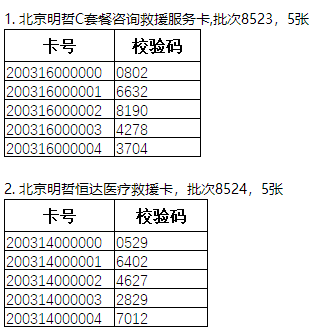 1. 北京明哲C套餐咨询救援服务卡,批次8523，5张
卡号 校验码
200316000000 0802
200316000001 6632
200316000002 8190
200316000003 4278
200316000004 3704
2. 北京明哲恒达医疗救援卡，批次8524，5张
卡号 校验码
200314000000 0529
200314000001 6402
200314000002 4627
200314000003 2829
200314000004 7012